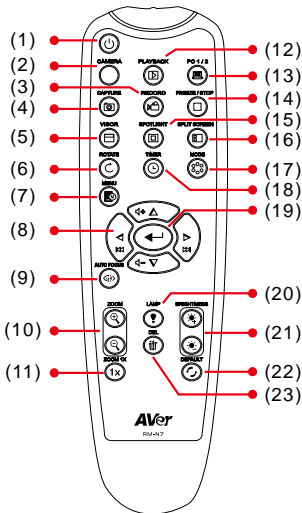 (1)
(2)
(3)
(4)
(5)
(6)
(7)
(8)
(9)
(10)
(11)
CAMERA
PLAYBACK
PC 1 / 2
CAPTURE
RECORD
FREEZE / STOP
VISOR
SPOTLIGHT
SPLIT SCREEN
ROTATE
TIMER
MODE
MENU
AUTO FOCUS
ZOOM
LAMP
BRIGHTNESS
DEL
ZOOM 1X
DEFAULT
1x
AVer
RM-N7
(12)
(13)
(14)
(15)
(16)
(17)
(18)
(19)
(20)
(21)
(22)
(23)